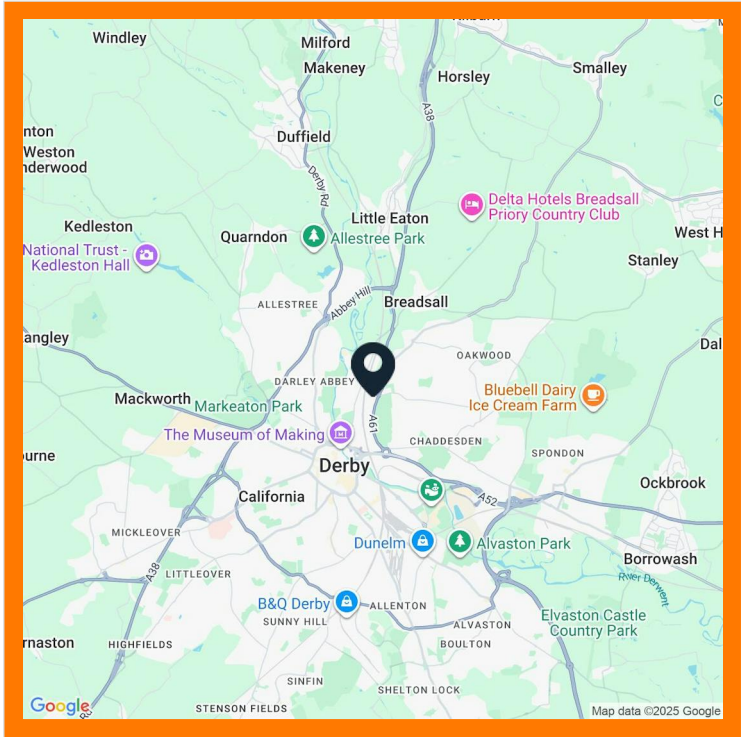 Windley
Milford
Makeney
Horsley
Smalley
A38
nton
Weston
nderwood
Duffield
Derby Rd
Delta Hotels Breadsall
Priory Country Club
Little Eaton
Kedleston
Quarndon
Allestree Park
West H
National Trust -
Kedleston Hall
Stanley
ALLESTREE
Abbey Hill
Breadsall
angley
Dal
OAKWOOD
DARLEY ABBEY
Mackworth
Markeaton Park
Bluebell Dairy
Ice Cream Farm
A61
The Museum of Making
CHADDESDEN
SPONDON
urne
Derby
Ockbrook
California
A52
MICKLEOVER
Dunelm
Alvaston Park
Borrowash
A38
LITTLEOVER
River Derwent
B&Q Derby
ALLENTON
SUNNY HILL
ALVASTON
Elvaston Castle
Country Park
rnaston
HIGHFIELDS
BOULTON
SINFIN
SHELTON LOCK
STENSON FIELDS
Google
Rd
Map data ©2025 Google